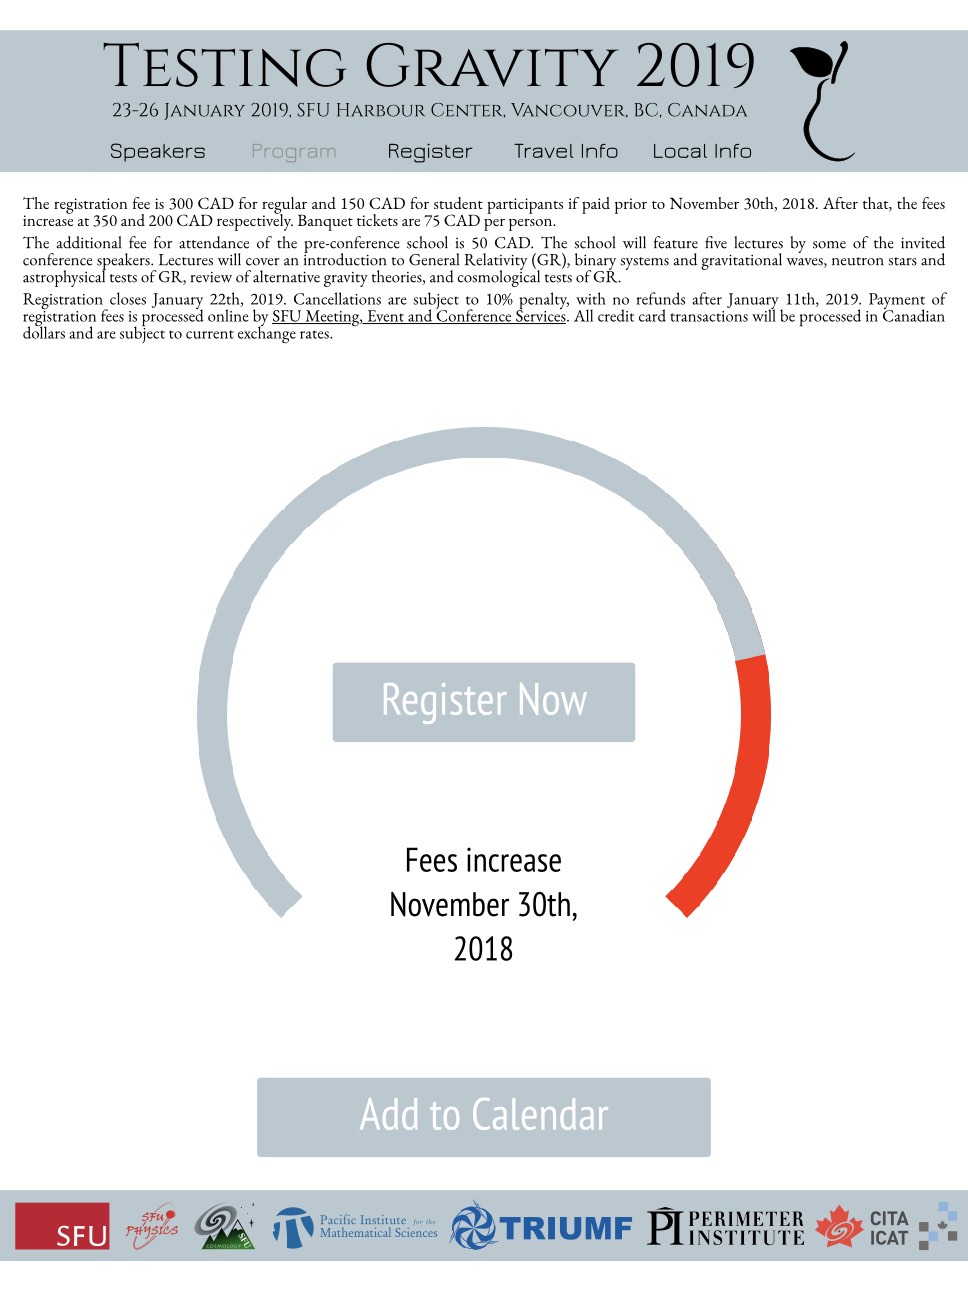 Testing Gravity 2019
23-26 January 2019, SFU Harbour Center, Vancouver, BC, Canada
Speakers Program Register Travel Info Local Info
The registration fee is 300 CAD for regular and 150 CAD for student participants if paid prior to November 30th, 2018. After that, the fees
increase at 350 and 200 CAD respectively. Banquet tickets are 75 CAD per person.
The additional fee for attendance of the pre-conference school is 50 CAD. The school will feature five lectures by some of the invited
conference speakers. Lectures will cover an introduction to General Relativity (GR), binary systems and gravitational waves, neutron stars and
astrophysical tests of GR, review of alternative gravity theories, and cosmological tests of GR.
Registration closes January 22th, 2019. Cancellations are subject to 10% penalty, with no refunds after January 11th, 2019. Payment of
registration fees is processed online by SFU Meeting, Event and Conference Services. All credit card transactions will be processed in Canadian
dollars and are subject to current exchange rates.
Register Now
Fees increase
November 30th,
2018
Add to Calendar
SFU
SFU
PHYSICS
COSMOLOGY SFU
Pacific Institute for the
Mathematical Sciences
TRIUMF
PI PERIMETER
INSTITUTE
CITA
ICAT